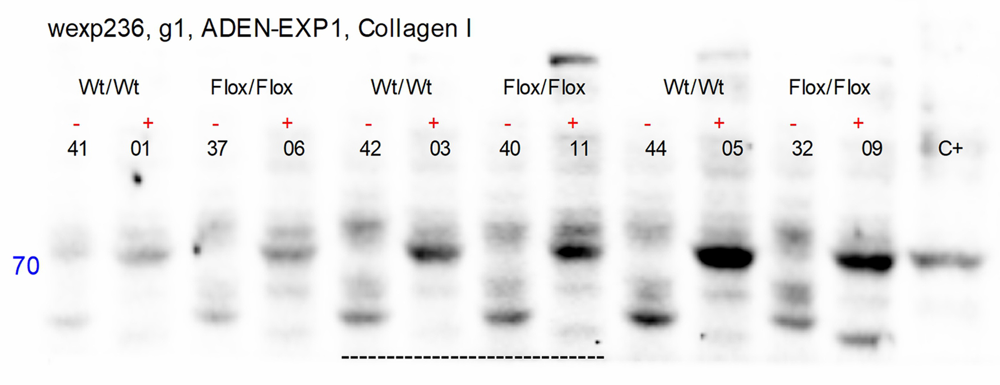 wexp236, g1, ADEN-EXP1, Collagen I
Wt/Wt Flox/Flox Wt/Wt Flox/Flox Wt/Wt Flox/Flox
- + - + - + - + - + - +
41 01 37 06 42 03 40 11 44 05 32 09 C+
70